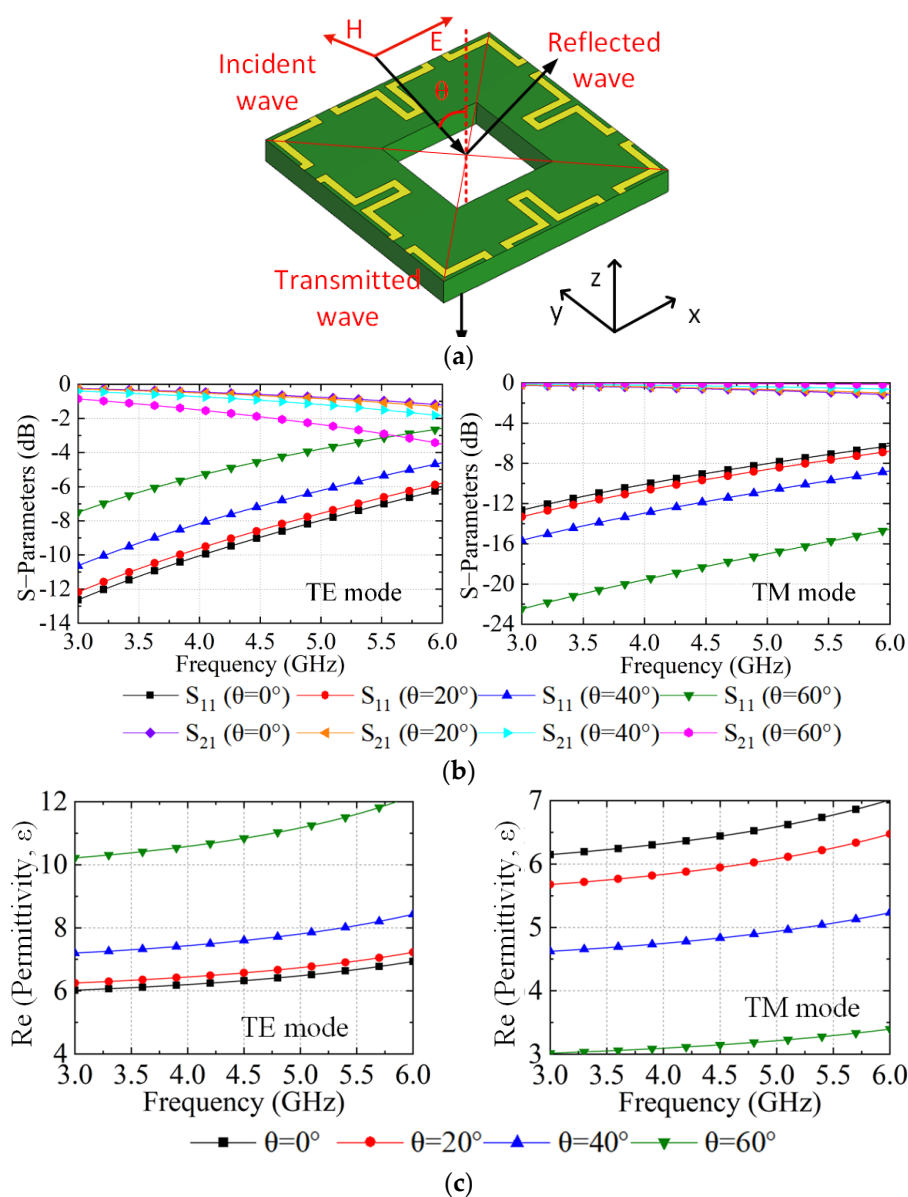 H
E
Incident
wave
Reflected
wave
θ
Transmitted
wave
z
y
x
(a)
S−Parameters (dB)
0
-2
-4
-6
-8
-10
-12
-14
TE mode
3.0 3.5 4.0 4.5 5.0 5.5 6.0
Frequency (GHz)
S−Parameters (dB)
0
-4
-8
-12
-16
-20
-24
TM mode
3.0 3.5 4.0 4.5 5.0 5.5 6.0
Frequency (GHz)
S11 (θ=0°) S11 (θ=20°) S11 (θ=40°) S11 (θ=60°)
S21 (θ=0°) S21 (θ=20°) S21 (θ=40°) S21 (θ=60°)
(b)
Re (Permittivity, ε)
12
10
8
6
4
TE mode
3.0 3.5 4.0 4.5 5.0 5.5 6.0
Frequency (GHz)
Re (Permittivity, ε)
7
6
5
4
3
TM mode
3.0 3.5 4.0 4.5 5.0 5.5 6.0
Frequency (GHz)
θ=0° θ=20° θ=40° θ=60°
(c)